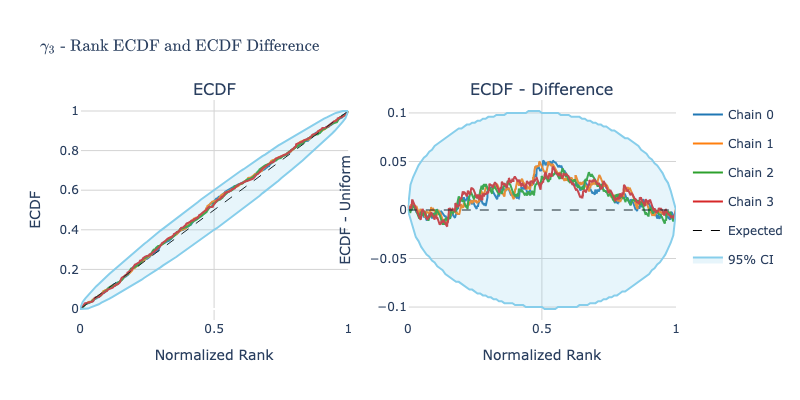 γ₃ - Rank ECDF and ECDF Difference
ECDF
ECDF
1
0.8
0.6
0.4
0.2
0
0
0.5
1
Normalized Rank
ECDF - Difference
ECDF - Uniform
0.1
0.05
0
−0.05
−0.1
0
0.5
1
Normalized Rank
Chain 0
Chain 1
Chain 2
Chain 3
Expected
95% CI